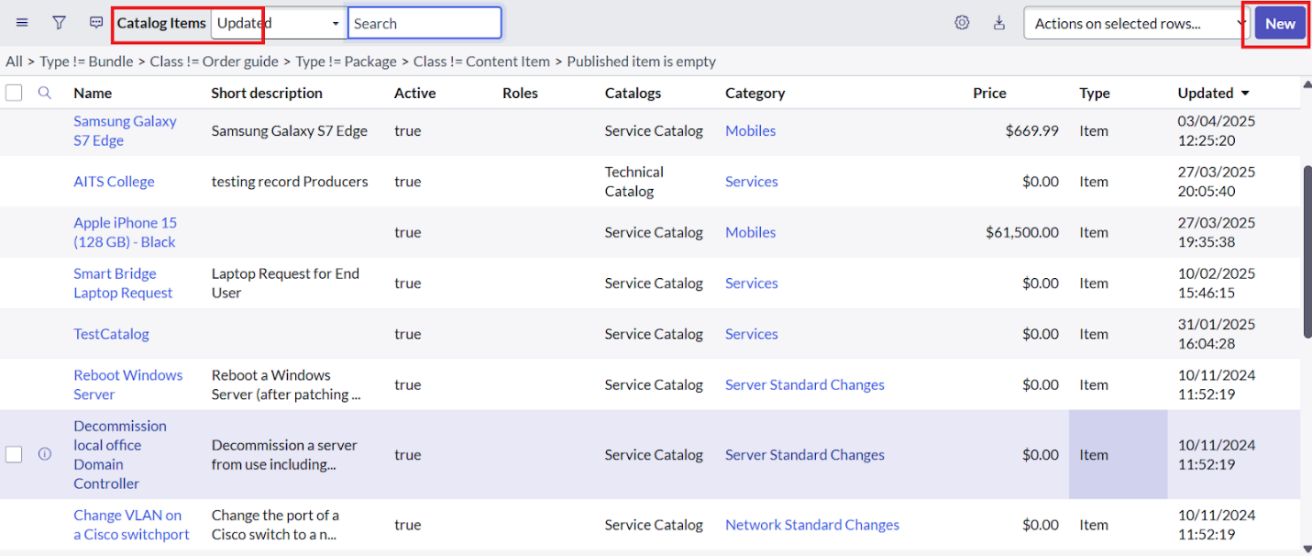 Catalog Items Updated Search Actions on selected rows... New
All > Type != Bundle > Class != Order guide > Type != Package > Class != Content Item > Published item is empty
Name Short description Active Roles Catalogs Category Price Type Updated
Samsung Galaxy S7 Edge Samsung Galaxy S7 Edge true Service Catalog Mobiles $669.99 Item 03/04/2025 12:25:20
AITS College testing record Producers true Technical Catalog Services $0.00 Item 27/03/2025 20:05:40
Apple iPhone 15 (128 GB) - Black true Service Catalog Mobiles $61,500.00 Item 27/03/2025 19:35:38
Smart Bridge Laptop Request Laptop Request for End User true Service Catalog Services $0.00 Item 10/02/2025 15:46:15
TestCatalog true Service Catalog Services $0.00 Item 31/01/2025 16:04:28
Reboot Windows Server Reboot a Windows Server (after patching ... true Service Catalog Server Standard Changes $0.00 Item 10/11/2024 11:52:19
Decommission local office Domain Controller Decommission a server from use including... true Service Catalog Server Standard Changes $0.00 Item 10/11/2024 11:52:19
Change VLAN on a Cisco switchport Change the port of a Cisco switch to a n... true Service Catalog Network Standard Changes $0.00 Item 10/11/2024 11:52:19